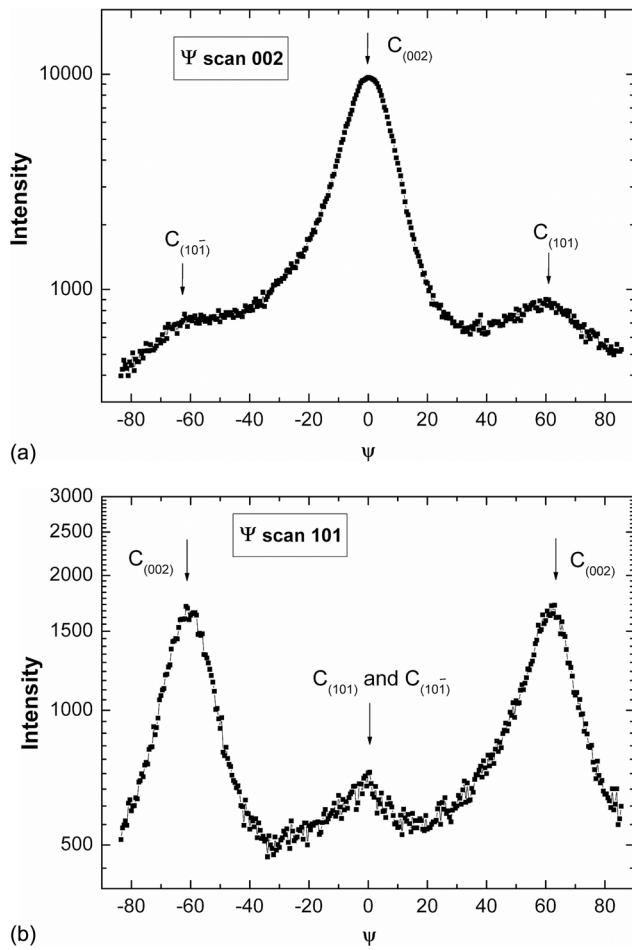 Ψ scan 002
C(002)
10000
Intensity
C(101̄)
C(101)
1000
-80 -60 -40 -20 0 20 40 60 80
(a)
ψ
3000
Ψ scan 101
2500
C(002)
C(002)
2000
1500
Intensity
C(101) and C(101̄)
1000
500
-80 -60 -40 -20 0 20 40 60 80
(b)
ψ